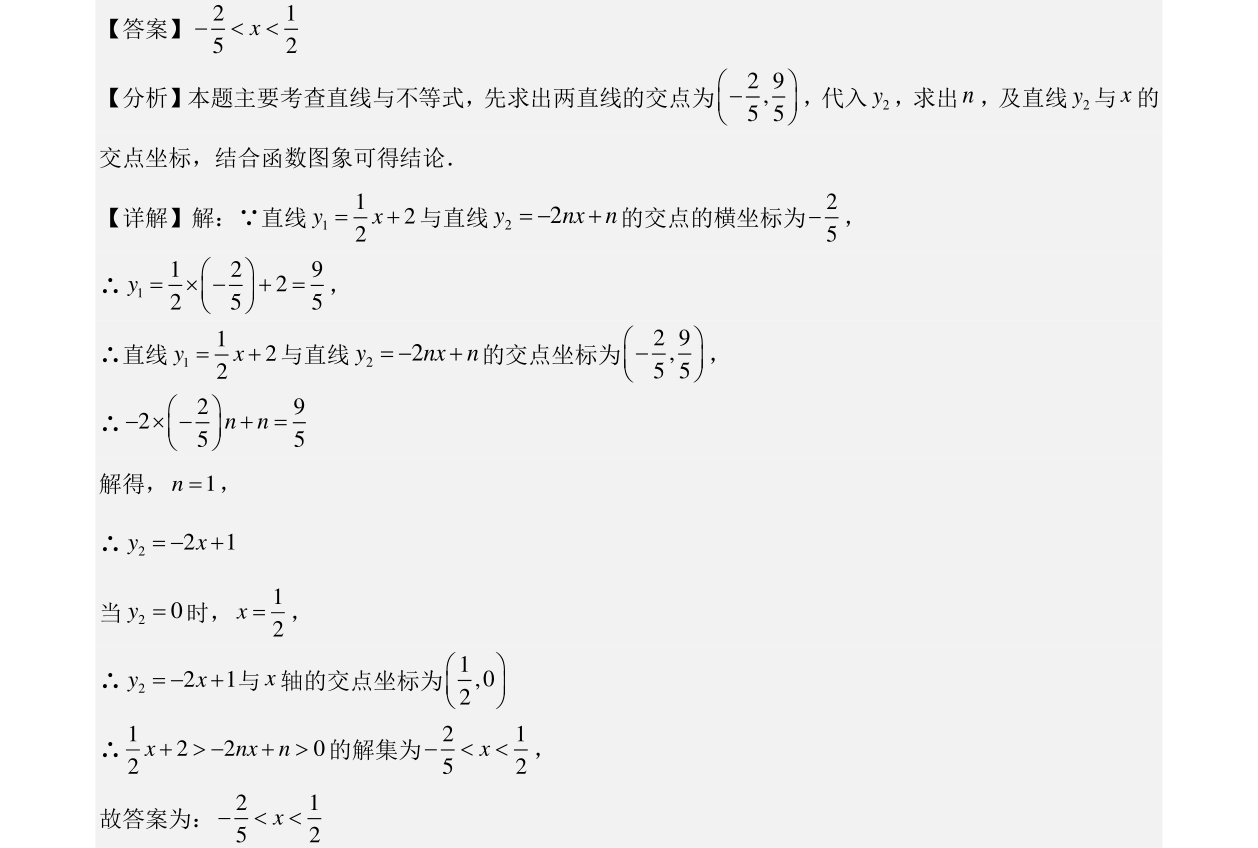 【答案】$-\frac{2}{5}<x<\frac{1}{2}$
【分析】本题主要考查直线与不等式，先求出两直线的交点为$\left(-\frac{2}{5},\frac{9}{5}\right)$，代入$y_2$，求出$n$，及直线$y_2$与$x$的
交点坐标，结合函数图象可得结论．
【详解】解：∵直线$y_1=\frac{1}{2}x+2$与直线$y_2=-2nx+n$的交点的横坐标为$-\frac{2}{5}$，
∴$y_1=\frac{1}{2}\times\left(-\frac{2}{5}\right)+2=\frac{9}{5}$，
∴直线$y_1=\frac{1}{2}x+2$与直线$y_2=-2nx+n$的交点坐标为$\left(-\frac{2}{5},\frac{9}{5}\right)$，
∴$-2\times\left(-\frac{2}{5}\right)n+n=\frac{9}{5}$
解得，$n=1$，
∴$y_2=-2x+1$
当$y_2=0$时，$x=\frac{1}{2}$，
∴$y_2=-2x+1$与$x$轴的交点坐标为$\left(\frac{1}{2},0\right)$
∴$\frac{1}{2}x+2>-2nx+n>0$的解集为$-\frac{2}{5}<x<\frac{1}{2}$，
故答案为：$-\frac{2}{5}<x<\frac{1}{2}$